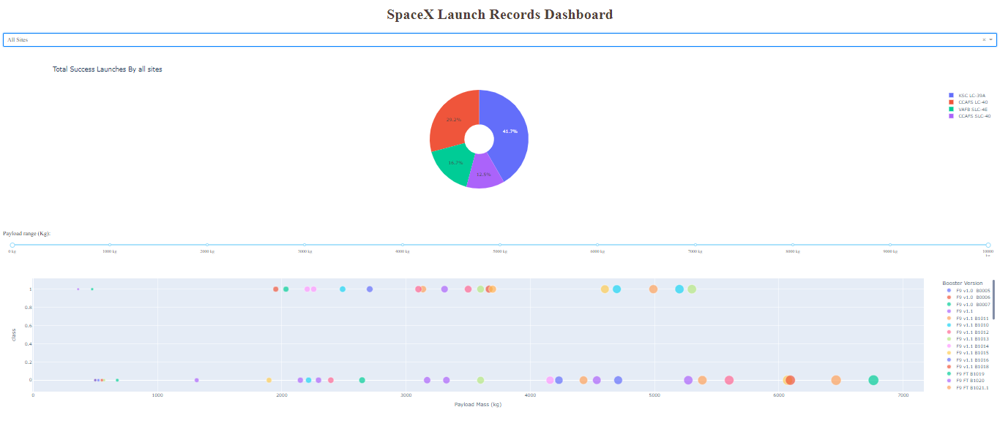 SpaceX Launch Records Dashboard
All Sites
× 
Total Success Launches By all sites
29.2%
41.7%
16.7%
12.5%
KSC LC-39A
CCAFS LC-40
VAFB SLC-4E
CCAFS SLC-40
Payload range (Kg):
0 kg 1000 kg 2000 kg 3000 kg 4000 kg 5000 kg 6000 kg 7000 kg 8000 kg 9000 kg 10000
kg
class
1
0.8
0.6
0.4
0.2
0
0 1000 2000 3000 4000 5000 6000 7000
Payload Mass (kg)
Booster Version
F9 v1.0 B0005
F9 v1.0 B0006
F9 v1.0 B0007
F9 v1.1
F9 v1.1 B1011
F9 v1.1 B1010
F9 v1.1 B1012
F9 v1.1 B1013
F9 v1.1 B1014
F9 v1.1 B1015
F9 v1.1 B1016
F9 v1.1 B1018
F9 FT B1019
F9 FT B1020
F9 FT B1021.1